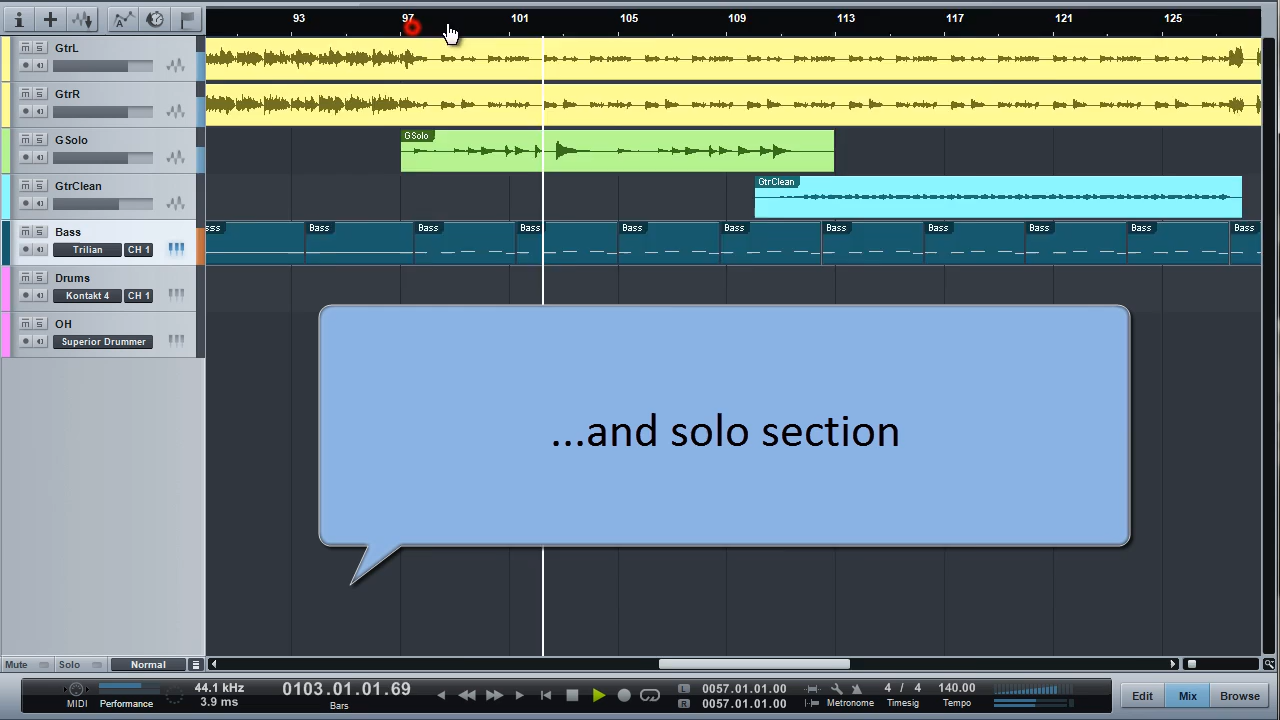 93 97 101 105 109 113 117 121 125
M S GtrL
M S GtrR
M S GSolo
GSolo
M S GtrClean
GtrClean
M S Bass
Trilian CH 1
ass Bass Bass Bass Bass Bass Bass Bass Bass Bass Bass
M S Drums
Kontakt 4 CH 1
M S OH
Superior Drummer
...and solo section
Mute Solo Normal
MIDI Performance
44.1 kHz
3.9 ms
0103.01.01.69
Bars
L 0057.01.01.00
R 0057.01.01.00
Metronome
4 4
Timesig
140.00
Tempo
Edit Mix Browse